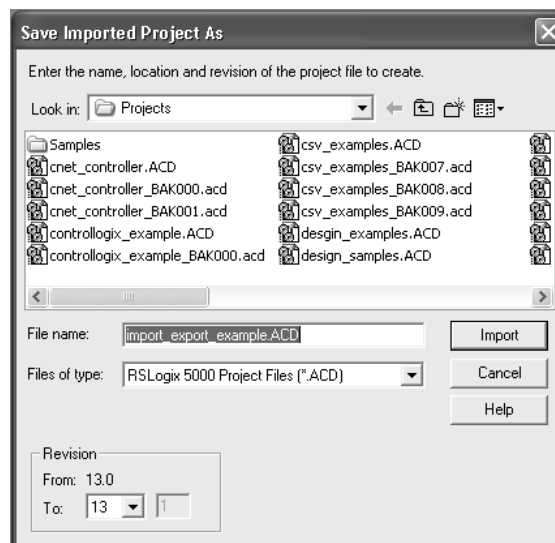 Save Imported Project As
Enter the name, location and revision of the project file to create.
Look in: Projects
Samples
cnet_controller.ACD
cnet_controller_BAK000.acd
cnet_controller_BAK001.acd
controllogix_example.ACD
controllogix_example_BAK000.acd
csv_examples.ACD
csv_examples_BAK007.acd
csv_examples_BAK008.acd
csv_examples_BAK009.acd
desgin_examples.ACD
design_samples.ACD
File name: import_export_example.ACD
Import
Files of type: RSLogix 5000 Project Files (*.ACD)
Cancel
Help
Revision
From: 13.0
To: 13 1